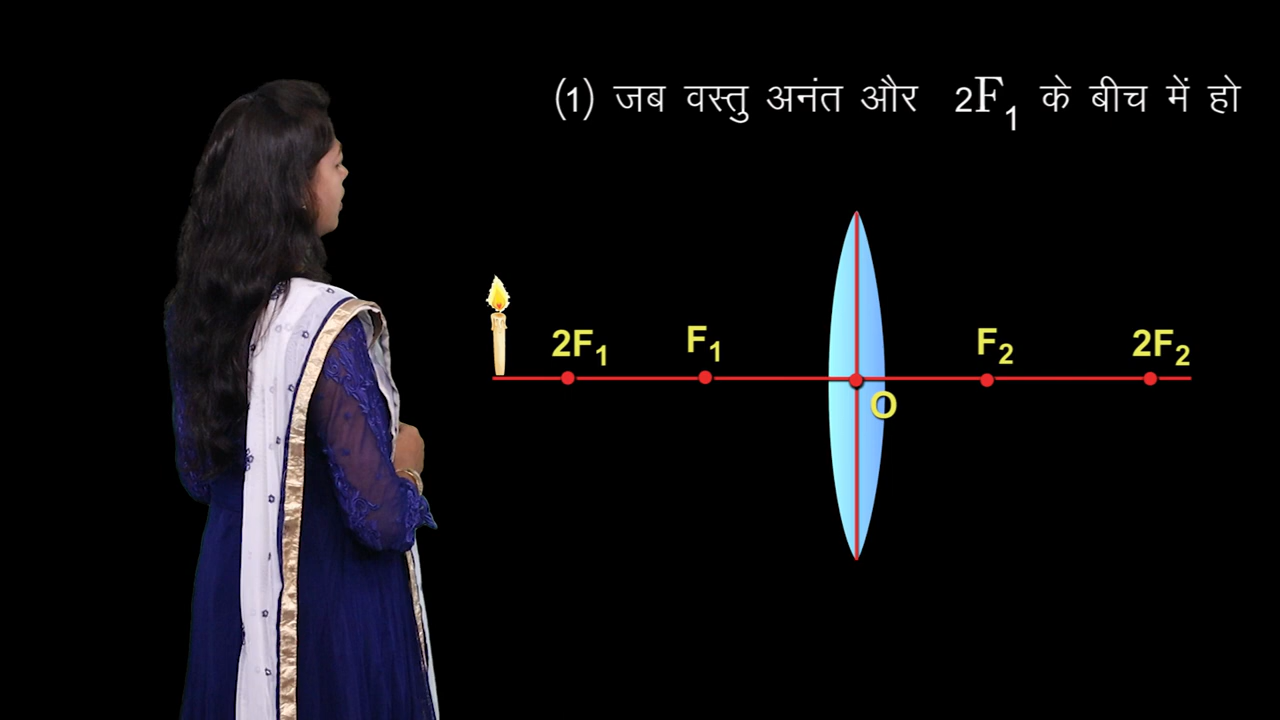 (1) जब वस्तु अनंत और 2F₁ के बीच में हो
2F₁ F₁ F₂ 2F₂
O